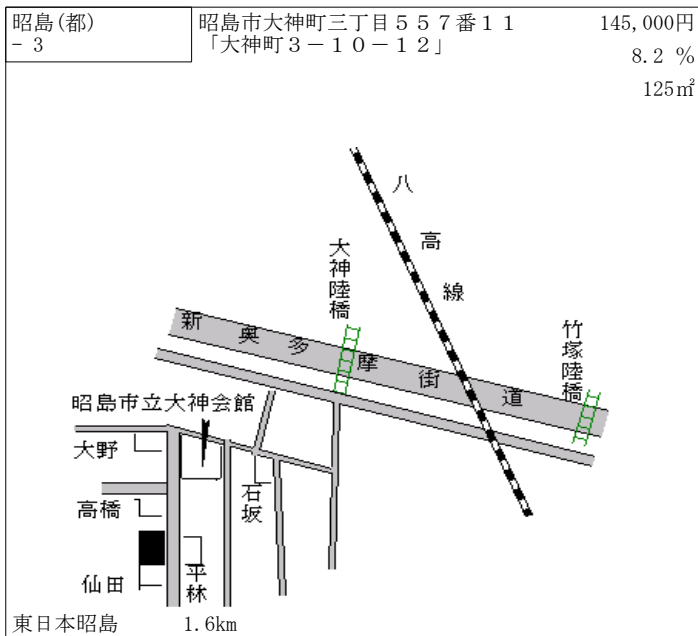 昭島(都)
- 3
昭島市大神町三丁目５５７番１１
「大神町３－１０－１２」
145,000円
8.2 %
125㎡
八高線
大神陸橋
新奥多摩街道
竹塚陸橋
昭島市立大神会館
大野
石坂
高橋
仙田
平林
東日本昭島 1.6km